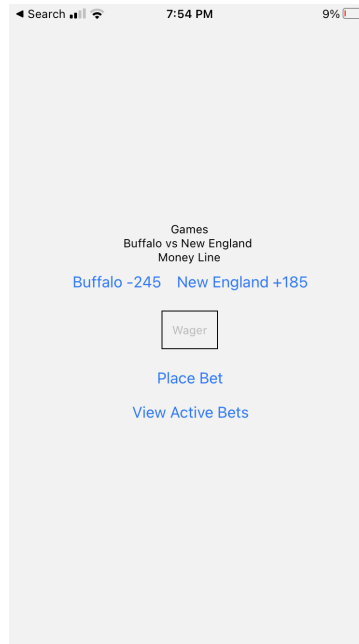 Search 7:54 PM 9%
Games
Buffalo vs New England
Money Line
Buffalo -245 New England +185
Wager
Place Bet
View Active Bets